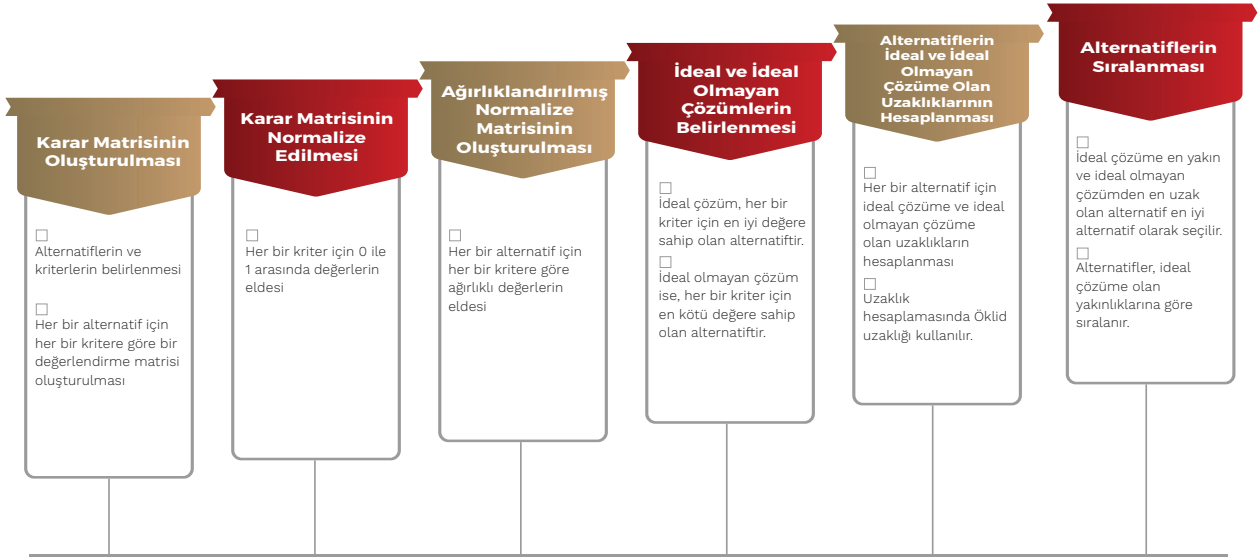 Karar Matrisinin
Oluşturulması
□
Alternatiflerin ve
kriterlerin belirlenmesi
□
Her bir alternatif için
her bir kritere göre bir
değerlendirme matrisi
oluşturulması
Karar Matrisinin
Normalize
Edilmesi
□
Her bir kriter için 0 ile
1 arasında değerlerin
eldesi
Ağırlıklandırılmış
Normalize
Matrisinin
Oluşturulması
□
Her bir alternatif için
her bir kritere göre
ağırlıklı değerlerin
eldesi
İdeal ve İdeal
Olmayan
Çözümlerin
Belirlenmesi
□
İdeal çözüm, her bir
kriter için en iyi değere
sahip olan alternatiftir.
□
İdeal olmayan çözüm
ise, her bir kriter için
en kötü değere sahip
olan alternatiftir.
Alternatiflerin
İdeal ve İdeal
Olmayan
Çözüme Olan
Uzaklıklarının
Hesaplanması
□
Her bir alternatif için
ideal çözüme ve ideal
olmayan çözüme
olan uzaklıkların
hesaplanması
□
Uzaklık
hesaplamasında Öklid
uzaklığı kullanılır.
Alternatiflerin
Sıralanması
□
İdeal çözüme en yakın
ve ideal olmayan
çözümden en uzak
olan alternatif en iyi
alternatif olarak seçilir.
□
Alternatifler, ideal
çözüme olan
yakınlıklarına göre
sıralanır.